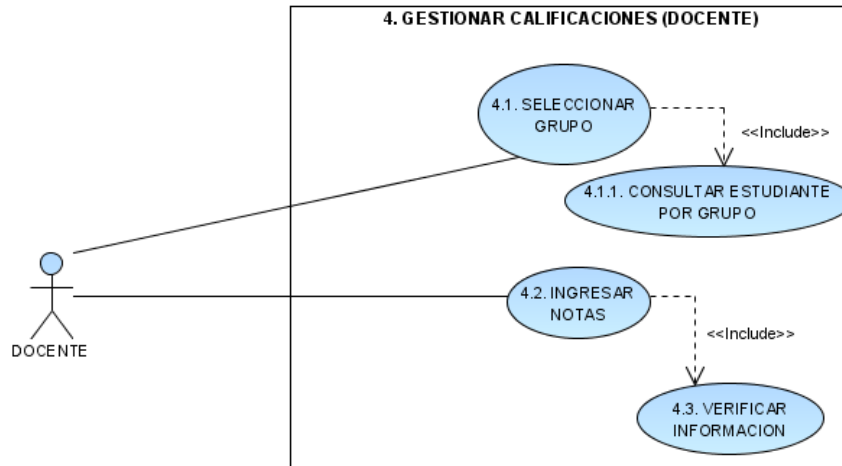 4. GESTIONAR CALIFICACIONES (DOCENTE)
4.1. SELECCIONAR
GRUPO
<<Include>>
4.1.1. CONSULTAR ESTUDIANTE
POR GRUPO
4.2. INGRESAR
NOTAS
<<Include>>
DOCENTE
4.3. VERIFICAR
INFORMACION